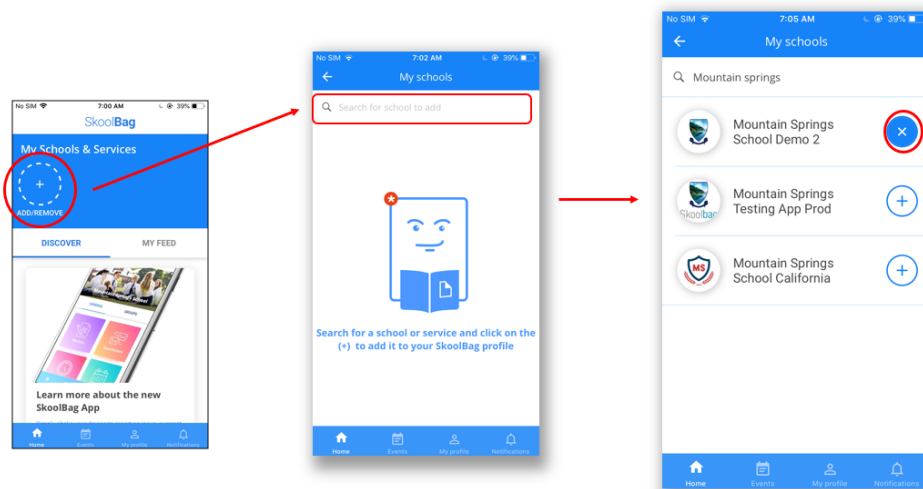 No SIM 7:00 AM 39%
SkoolBag
My Schools & Services
+
ADD/REMOVE
DISCOVER MY FEED
GENERAL GROUPS
Learn more about the new
SkoolBag App
Home Events My profile Notifications
No SIM 7:02 AM 39%
My schools
Search for school to add
Search for a school or service and click on the
(+) to add it to your SkoolBag profile
Home Events My profile Notifications
No SIM 7:05 AM 39%
My schools
Mountain springs
Mountain Springs
School Demo 2
Skoolbag
Mountain Springs
Testing App Prod
MS
Mountain Springs
School California
Home Events My profile Notifications